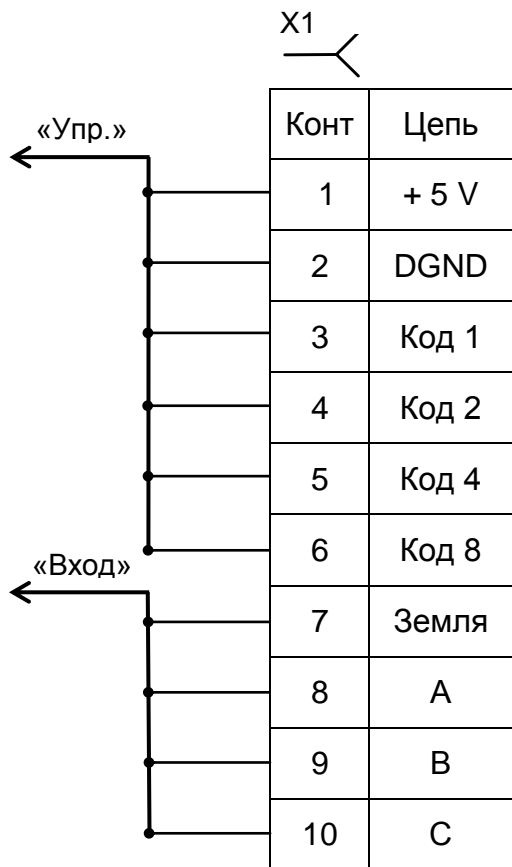 X1
Конт Цепь
«Упр.»
1 + 5 V
2 DGND
3 Код 1
4 Код 2
5 Код 4
6 Код 8
«Вход»
7 Земля
8 A
9 B
10 C